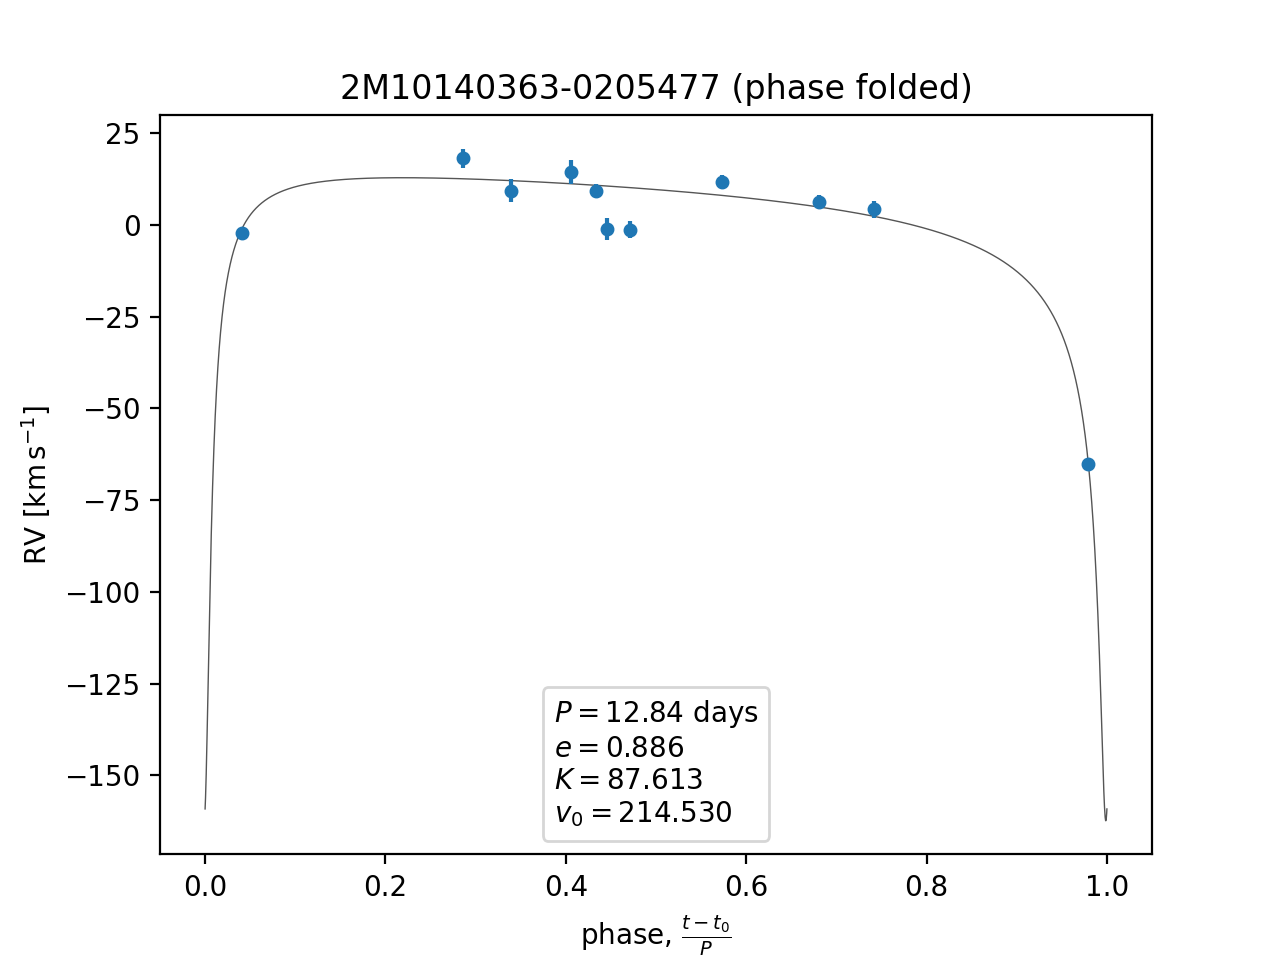 2M10140363-0205477 (phase folded)
RV [km s⁻¹]
25
0
−25
−50
−75
−100
−125
−150
P = 12.84 days
e = 0.886
K = 87.613
v₀ = 214.530
0.0 0.2 0.4 0.6 0.8 1.0
phase, (t − t₀)/P